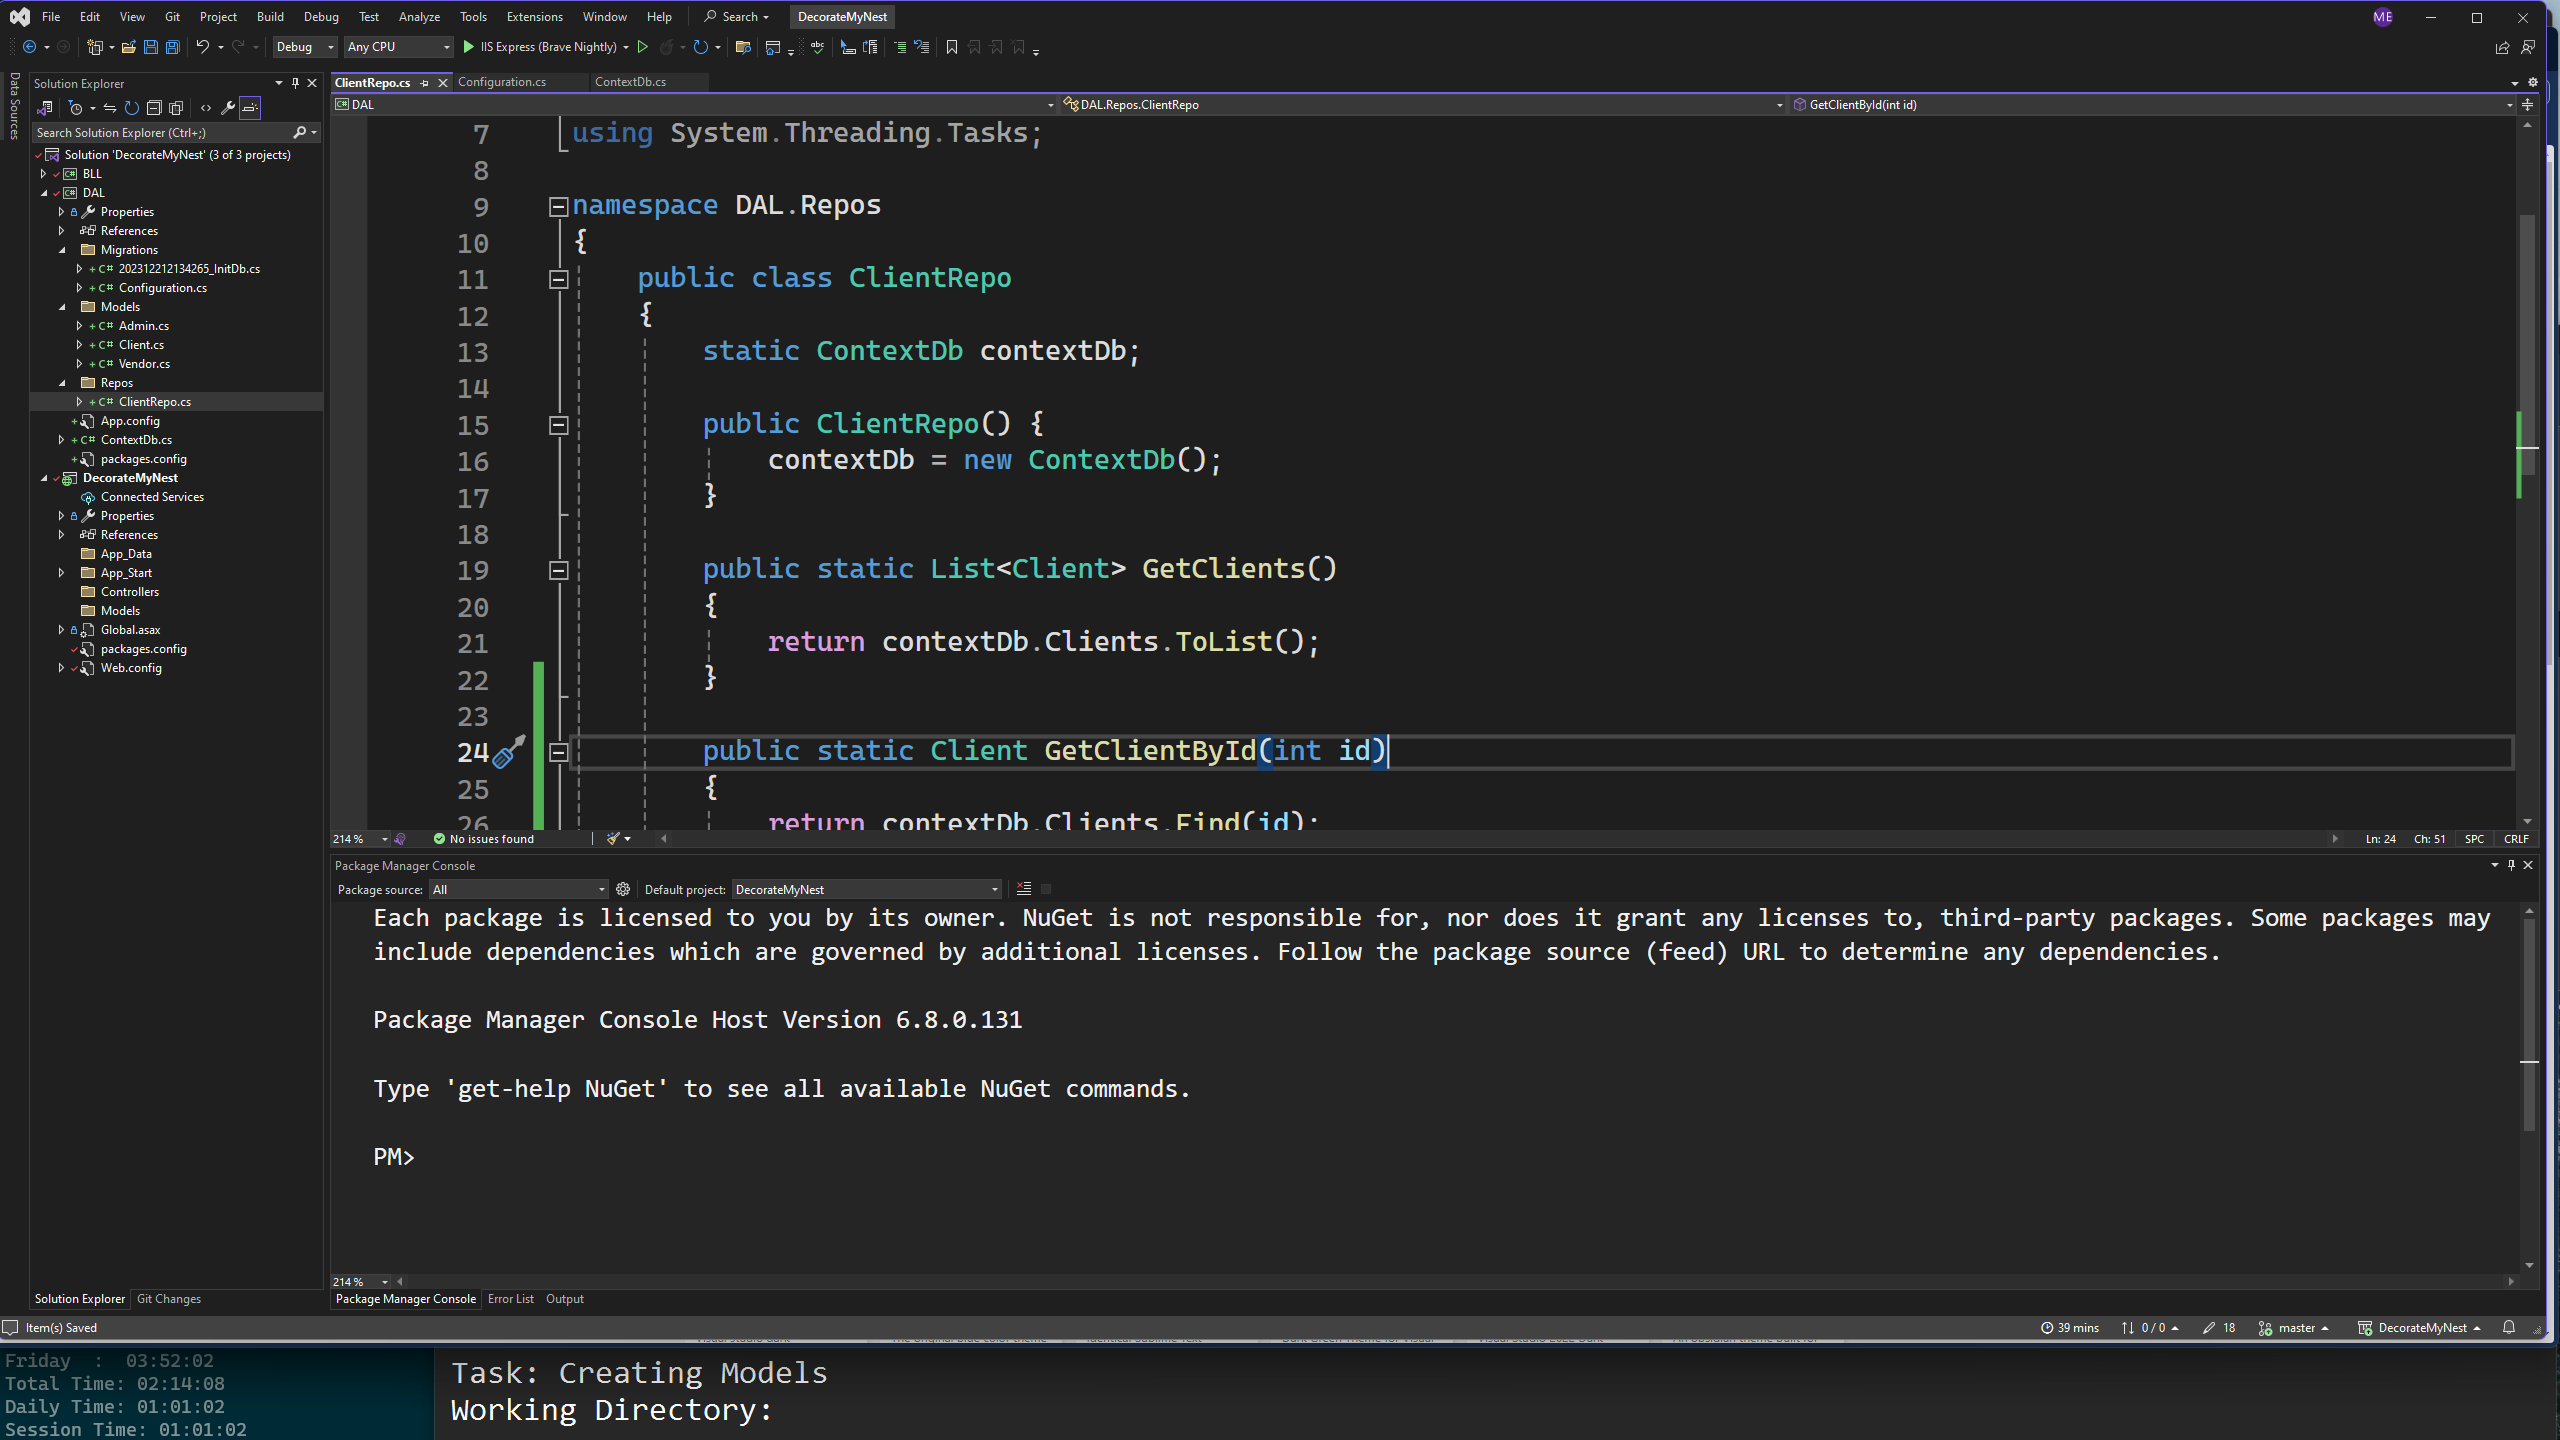 File Edit View Git Project Build Debug Test Analyze Tools Extensions Window Help Search DecorateMyNest ME
Debug Any CPU IIS Express (Brave Nightly)
Data Sources
Solution Explorer
Search Solution Explorer (Ctrl+;)
Solution 'DecorateMyNest' (3 of 3 projects)
BLL
DAL
Properties
References
Migrations
C# 202312212134265_InitDb.cs
C# Configuration.cs
Models
C# Admin.cs
C# Client.cs
C# Vendor.cs
Repos
C# ClientRepo.cs
App.config
C# ContextDb.cs
packages.config
DecorateMyNest
Connected Services
Properties
References
App_Data
App_Start
Controllers
Models
Global.asax
packages.config
Web.config
Solution Explorer Git Changes
ClientRepo.cs Configuration.cs ContextDb.cs
DAL DAL.Repos.ClientRepo GetClientById(int id)
7 using System.Threading.Tasks;
8
9 namespace DAL.Repos
10 {
11 public class ClientRepo
12 {
13 static ContextDb contextDb;
14
15 public ClientRepo() {
16 contextDb = new ContextDb();
17 }
18
19 public static List<Client> GetClients()
20 {
21 return contextDb.Clients.ToList();
22 }
23
24 public static Client GetClientById(int id)
25 {
26 return contextDb.Clients.Find(id);
214 % No issues found Ln: 24 Ch: 51 SPC CRLF
Package Manager Console
Package source: All Default project: DecorateMyNest
Each package is licensed to you by its owner. NuGet is not responsible for, nor does it grant any licenses to, third-party packages. Some packages may
include dependencies which are governed by additional licenses. Follow the package source (feed) URL to determine any dependencies.
Package Manager Console Host Version 6.8.0.131
Type 'get-help NuGet' to see all available NuGet commands.
PM>
214 %
Package Manager Console Error List Output
Item(s) Saved 39 mins 0 / 0 18 master DecorateMyNest
Friday : 03:52:02
Total Time: 02:14:08
Daily Time: 01:01:02
Session Time: 01:01:02
Task: Creating Models
Working Directory: